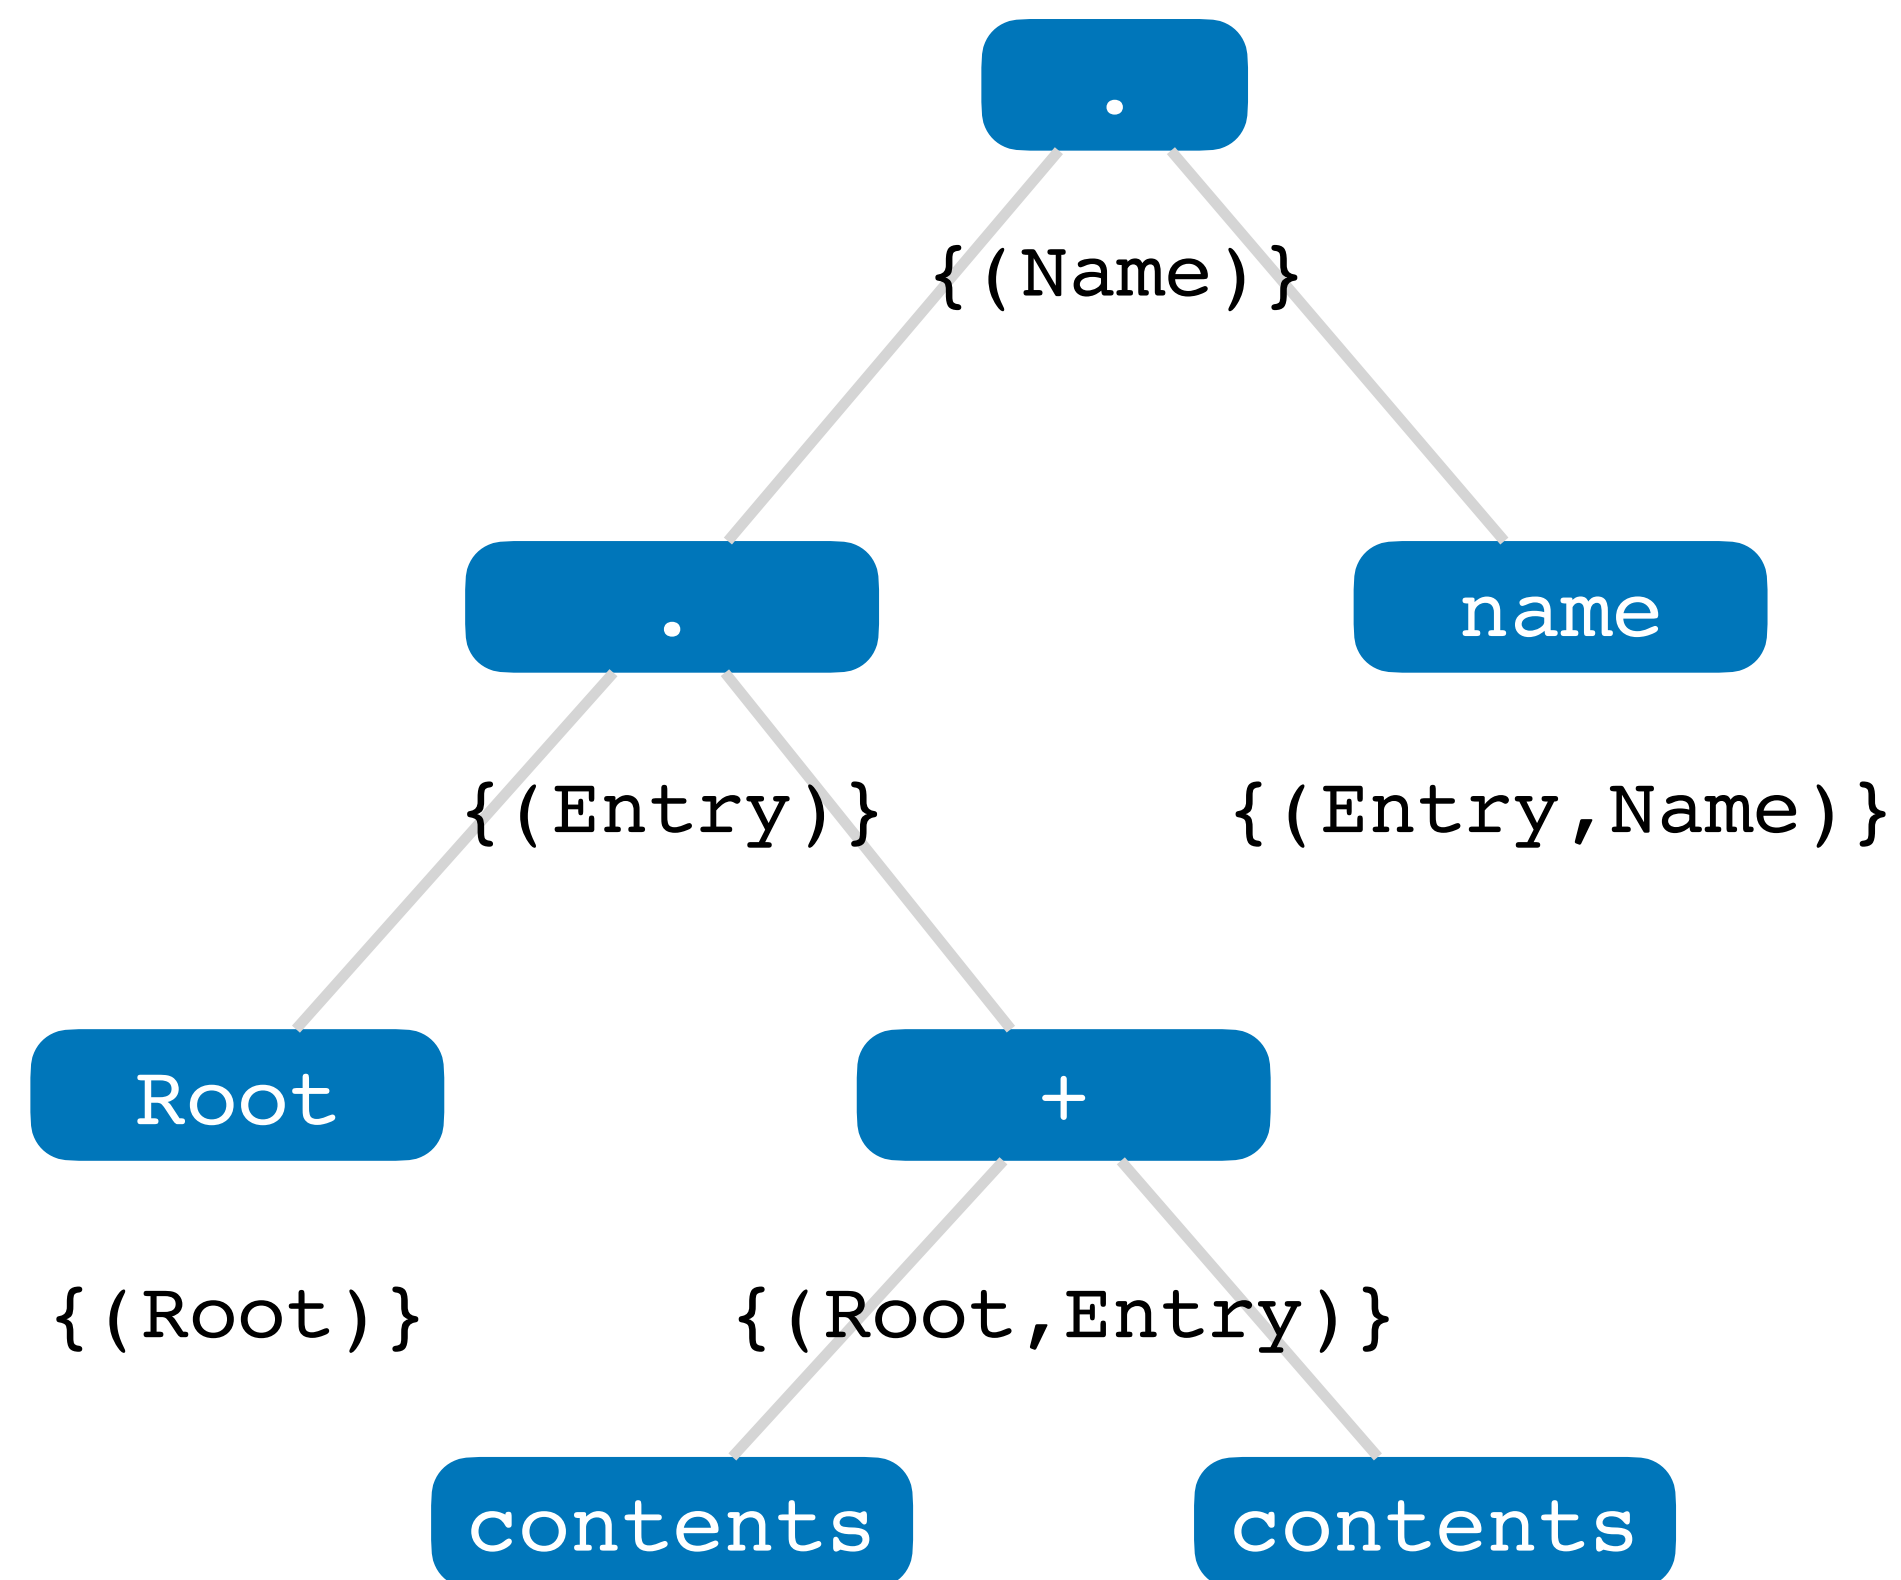 .
{(Name)}
. name
{(Entry)} {(Entry,Name)}
Root +
{(Root)} {(Root,Entry)}
contents contents